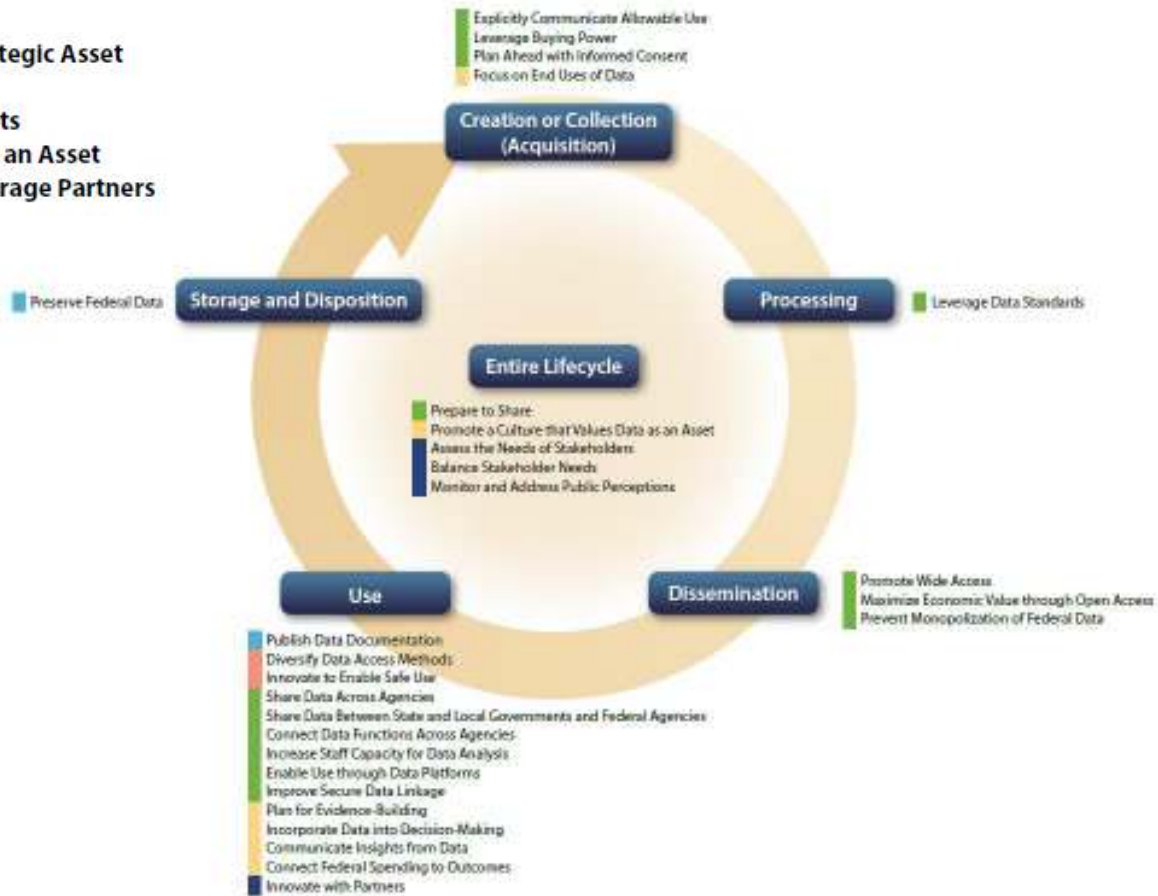 tegic Asset
ts
an Asset
rage Partners
Explicitly Communicate Allowable Use
Leverage Buying Power
Plan Ahead with Informed Consent
Focus on End Uses of Data
Creation or Collection
(Acquisition)
Preserve Federal Data
Storage and Disposition
Processing
Leverage Data Standards
Entire Lifecycle
Prepare to Share
Promote a Culture that Values Data as an Asset
Assess the Needs of Stakeholders
Balance Stakeholder Needs
Monitor and Address Public Perceptions
Use
Dissemination
Promote Wide Access
Maximize Economic Value through Open Access
Prevent Monopolization of Federal Data
Publish Data Documentation
Diversify Data Access Methods
Innovate to Enable Safe Use
Share Data Across Agencies
Share Data Between State and Local Governments and Federal Agencies
Connect Data Functions Across Agencies
Increase Staff Capacity for Data Analysis
Enable Use through Data Platforms
Improve Secure Data Linkage
Plan for Evidence-Building
Incorporate Data into Decision-Making
Communicate Insights from Data
Connect Federal Spending to Outcomes
Innovate with Partners